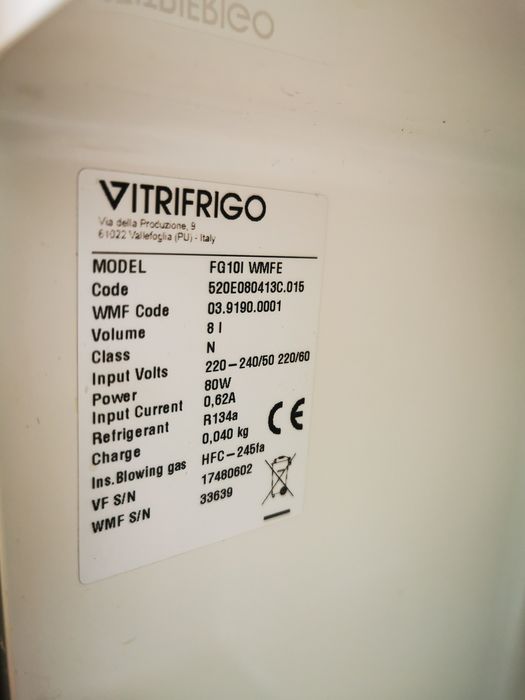 VITRIFRIGO
VITRIFRIGO
Via della Produzione, 9
61022 Vallefoglia (PU) - Italy
MODEL FG10I WMFE
Code 520E080413C.015
WMF Code 03.9190.0001
Volume 8 l
Class N
Input Volts 220-240/50 220/60
Power 80W
Input Current 0,62A
Refrigerant R134a
Charge 0,040 kg
Ins.Blowing gas HFC-245fa
VF S/N 17480602
WMF S/N 33639
CE